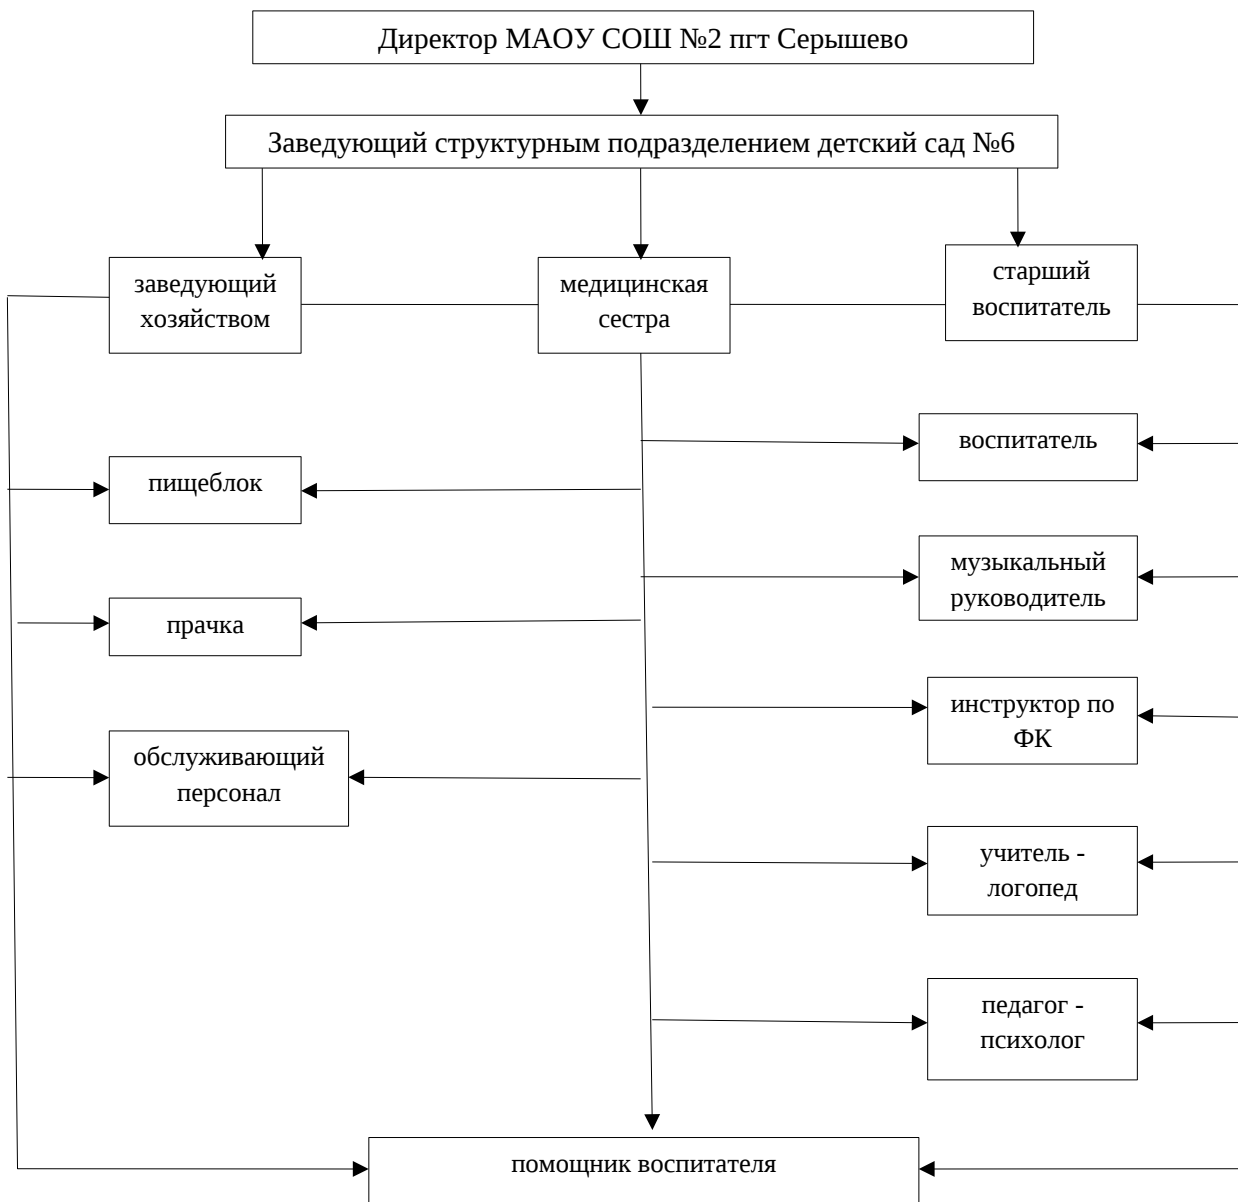 Директор МАОУ СОШ №2 пгт Серышево
Заведующий структурным подразделением детский сад №6
заведующий
хозяйством
медицинская
сестра
старший
воспитатель
воспитатель
пищеблок
музыкальный
руководитель
прачка
инструктор по
ФК
обслуживающий
персонал
учитель -
логопед
педагог -
психолог
помощник воспитателя